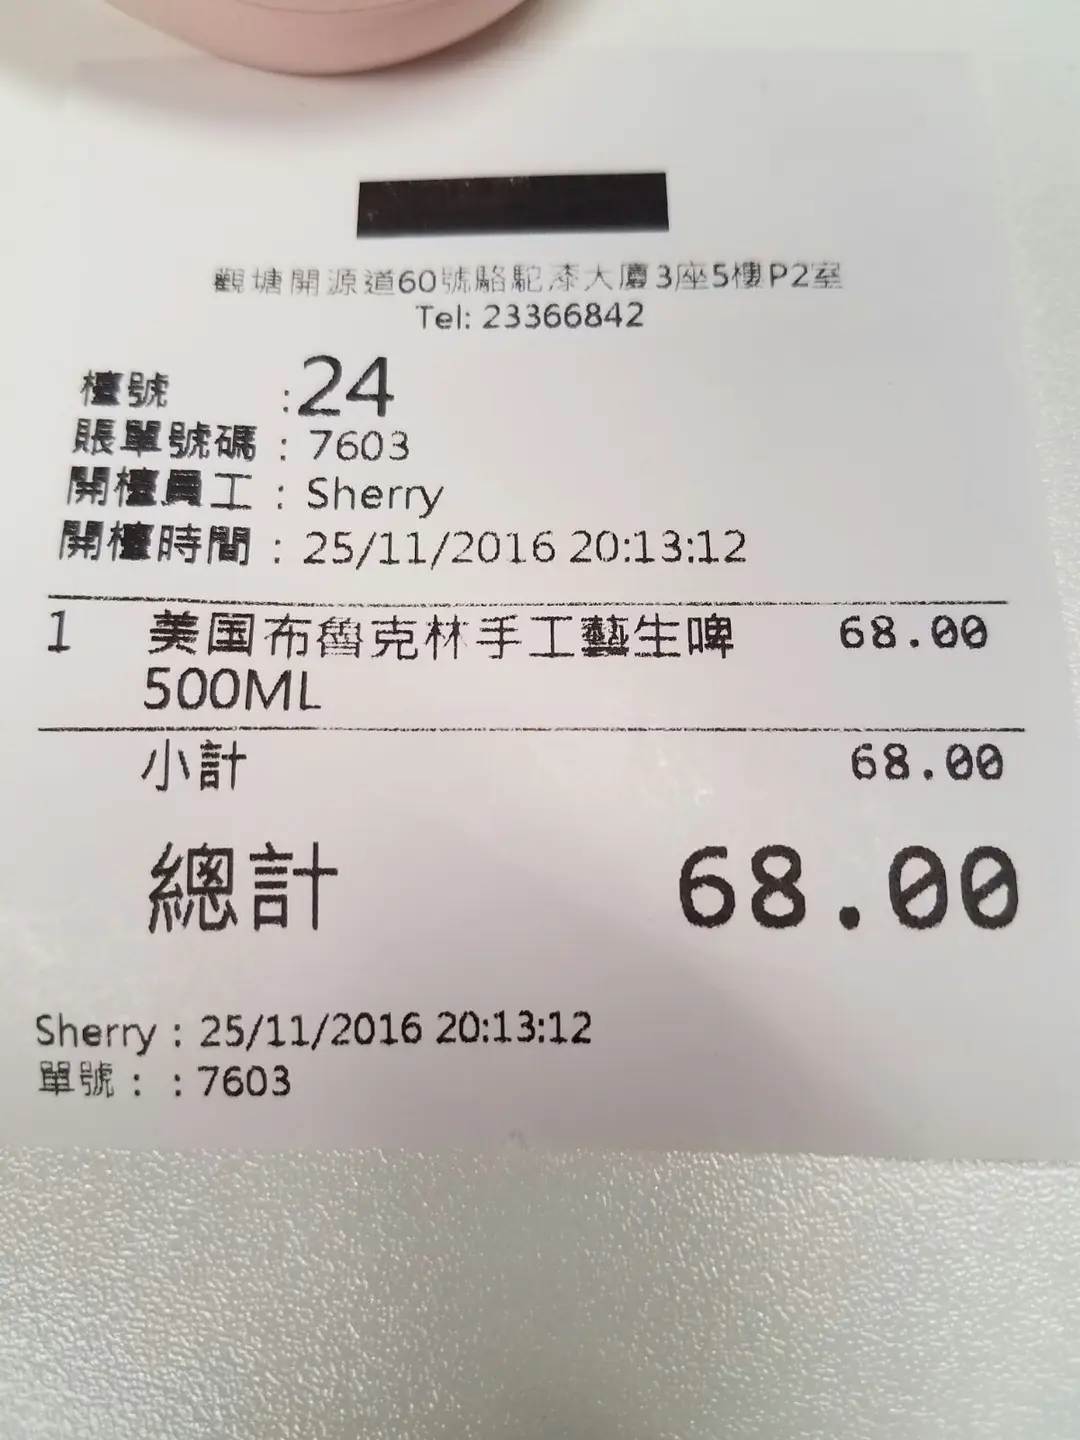 觀塘開源道60號駱駝漆大廈3座5樓P2室
Tel: 23366842
檯號 :24
賬單號碼 : 7603
開檯員工 : Sherry
開檯時間 : 25/11/2016 20:13:12
1 美国布魯克林手工藝生啤 68.00
500ML
小計 68.00
總計 68.00
Sherry : 25/11/2016 20:13:12
單號 : : 7603